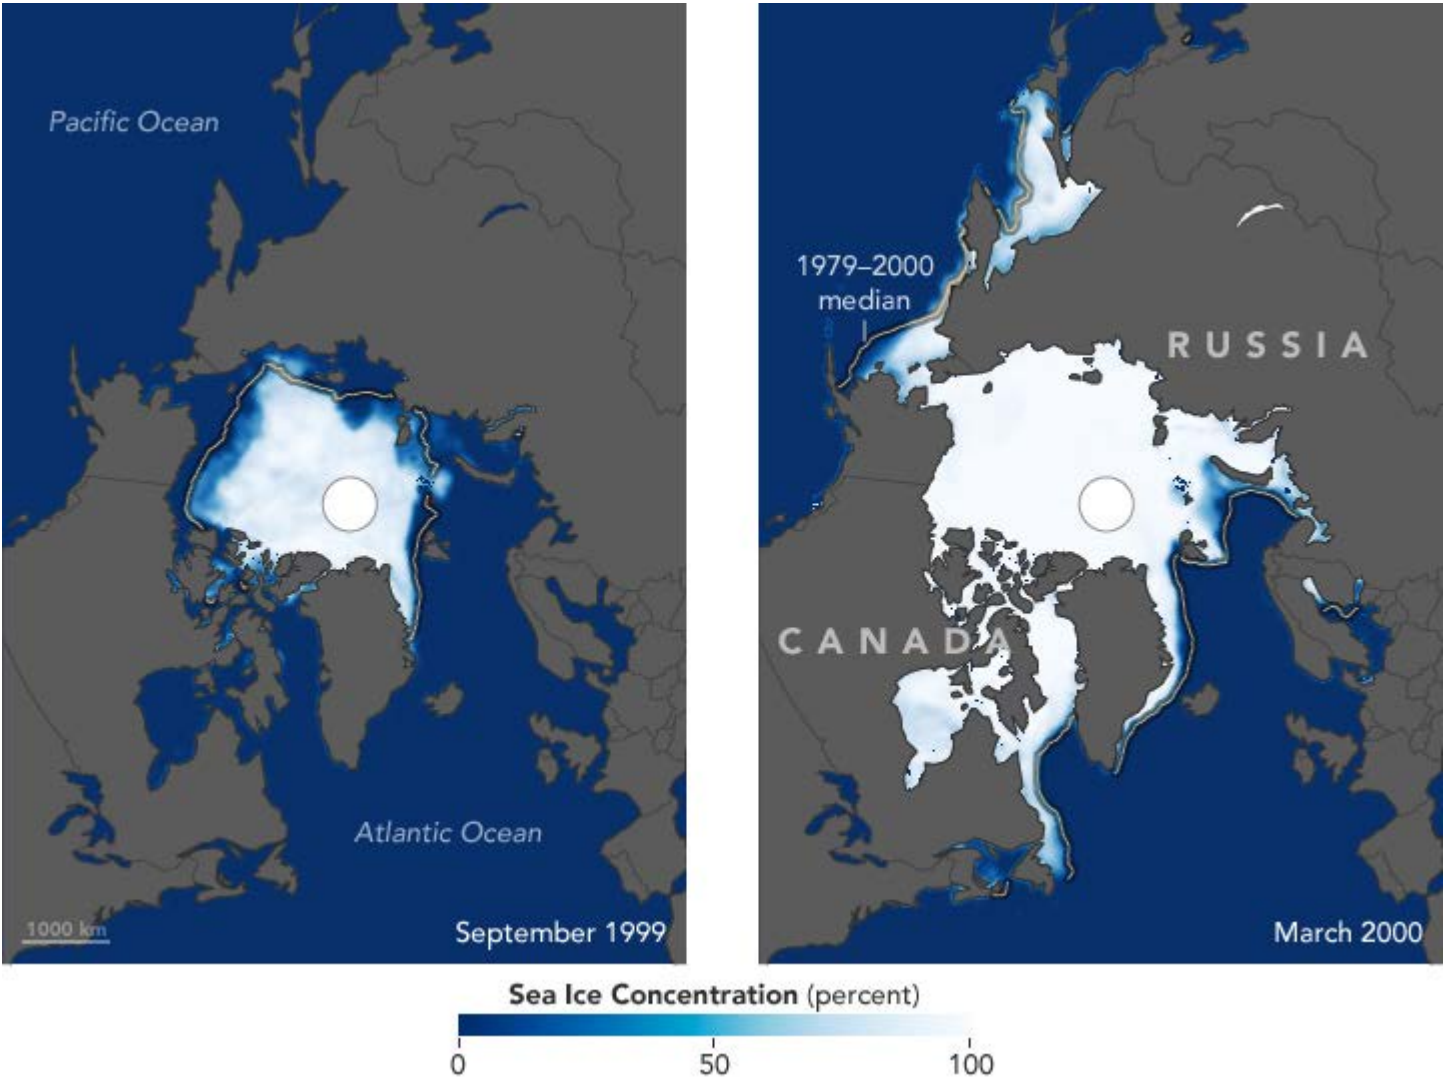 Pacific Ocean
Atlantic Ocean
1000 km
September 1999
1979–2000
median
RUSSIA
CANADA
March 2000
Sea Ice Concentration (percent)
0 50 100